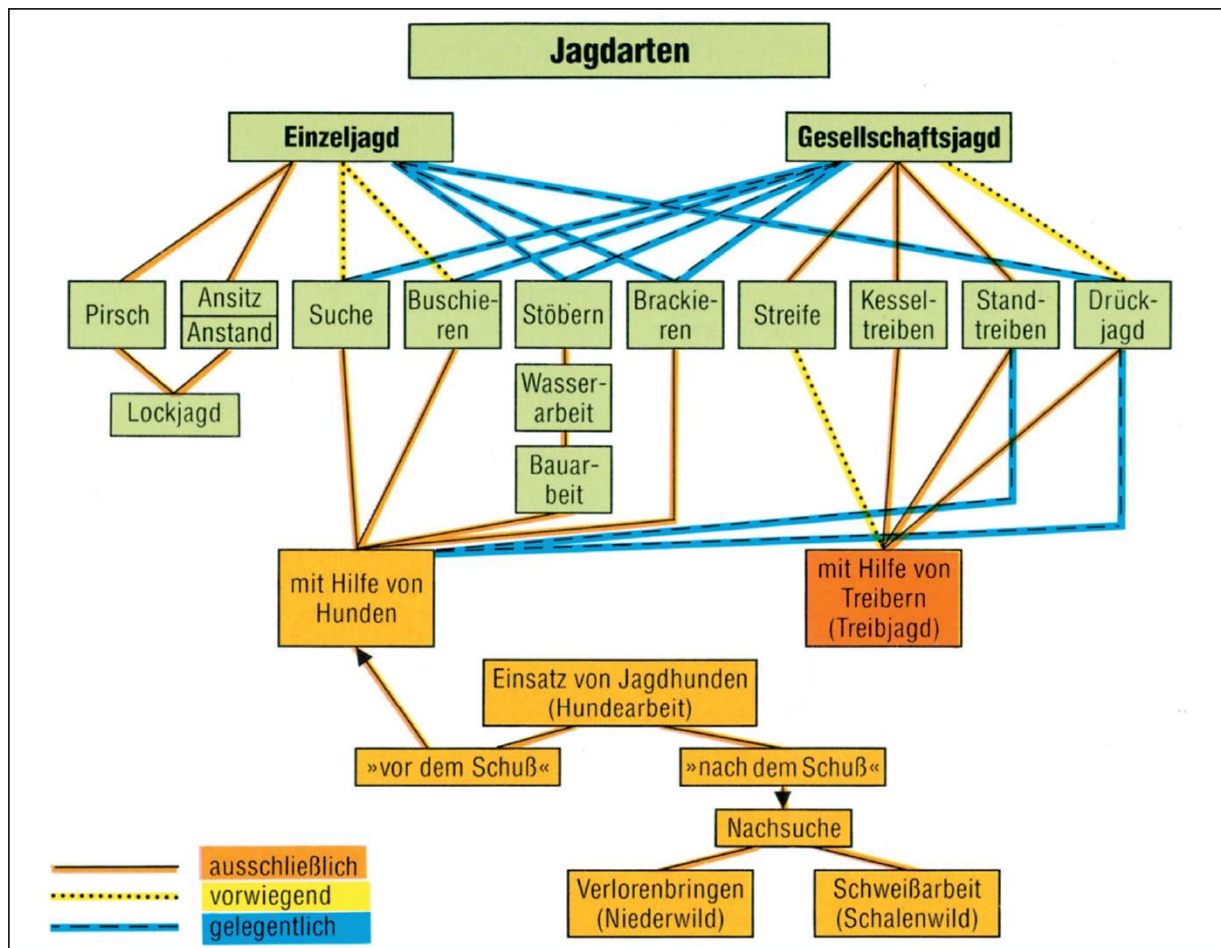 Jagdarten
Einzeljagd
Gesellschaftsjagd
Pirsch
Ansitz
Anstand
Suche
Buschie-
ren
Stöbern
Brackie-
ren
Streife
Kessel-
treiben
Stand-
treiben
Drück-
jagd
Lockjagd
Wasser-
arbeit
Bauar-
beit
mit Hilfe von
Hunden
mit Hilfe von
Treibern
(Treibjagd)
Einsatz von Jagdhunden
(Hundearbeit)
»vor dem Schuß«
»nach dem Schuß«
Nachsuche
Verlorenbringen
(Niederwild)
Schweißarbeit
(Schalenwild)
ausschließlich
vorwiegend
gelegentlich